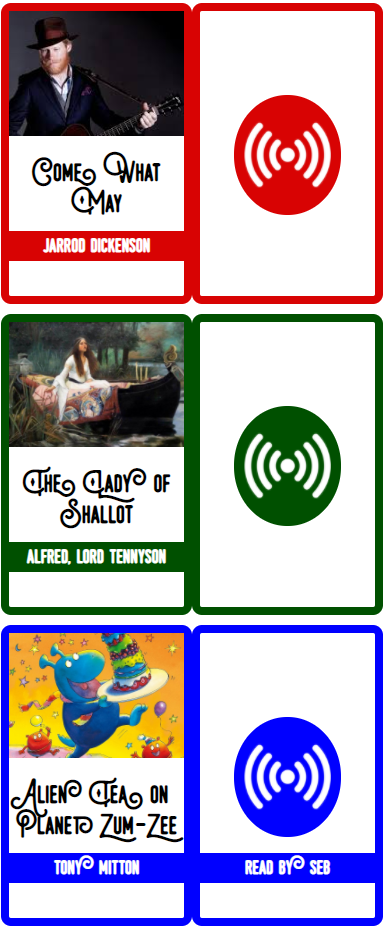 Come What
May
JARROD DICKENSON
The Lady of
Shallot
ALFRED, LORD TENNYSON
Alien Tea on
Planet Zum-Zee
TONY MITTON
READ BY SEB